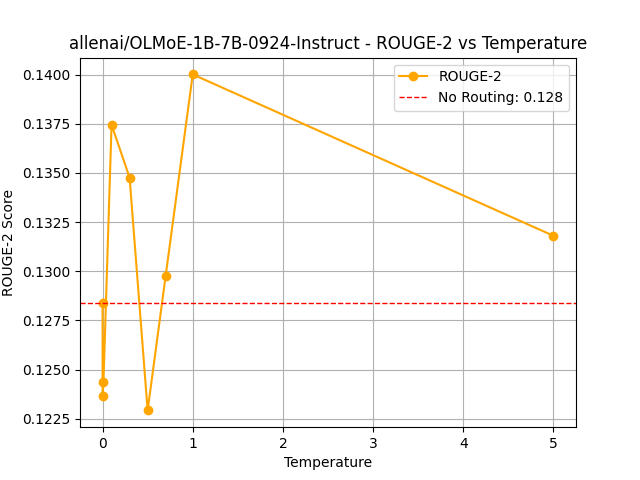 allenai/OLMoE-1B-7B-0924-Instruct - ROUGE-2 vs Temperature
ROUGE-2
No Routing: 0.128
ROUGE-2 Score
0.1400
0.1375
0.1350
0.1325
0.1300
0.1275
0.1250
0.1225
0 1 2 3 4 5
Temperature